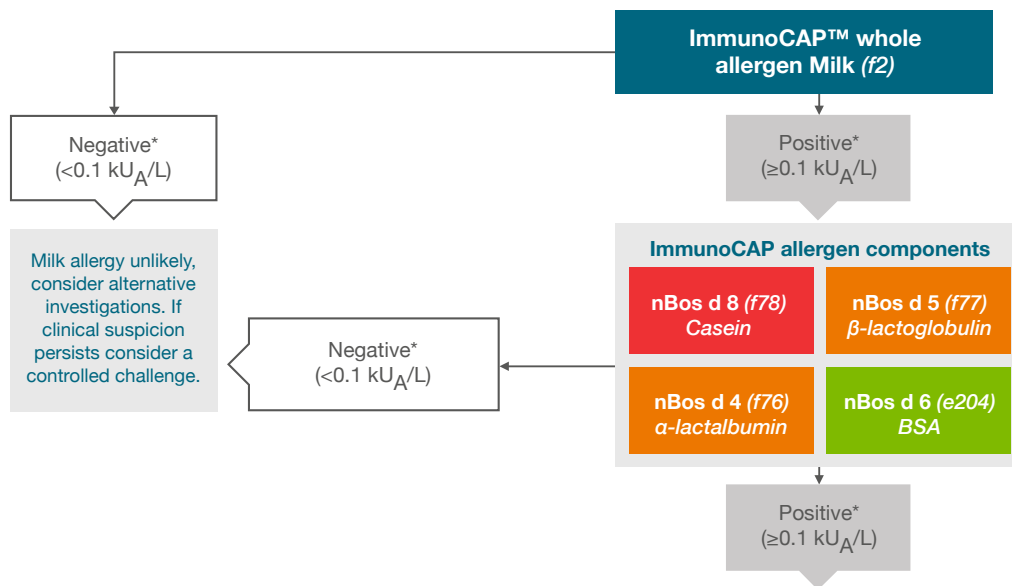 ImmunoCAP™ whole
allergen Milk (f2)
Negative*
(<0.1 kUA/L)
Positive*
(≥0.1 kUA/L)
Milk allergy unlikely,
consider alternative
investigations. If
clinical suspicion
persists consider a
controlled challenge.
ImmunoCAP allergen components
nBos d 8 (f78)
Casein
nBos d 5 (f77)
β-lactoglobulin
Negative*
(<0.1 kUA/L)
nBos d 4 (f76)
α-lactalbumin
nBos d 6 (e204)
BSA
Positive*
(≥0.1 kUA/L)